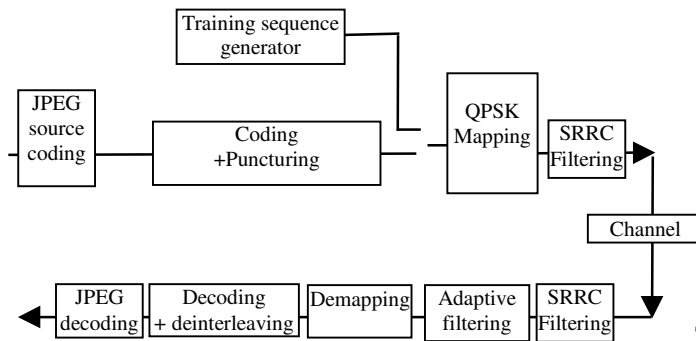 Training sequence
generator
JPEG
source
coding
Coding
+Puncturing
QPSK
Mapping
SRRC
Filtering
Channel
JPEG
decoding
Decoding
+ deinterleaving
Demapping
Adaptive
filtering
SRRC
Filtering